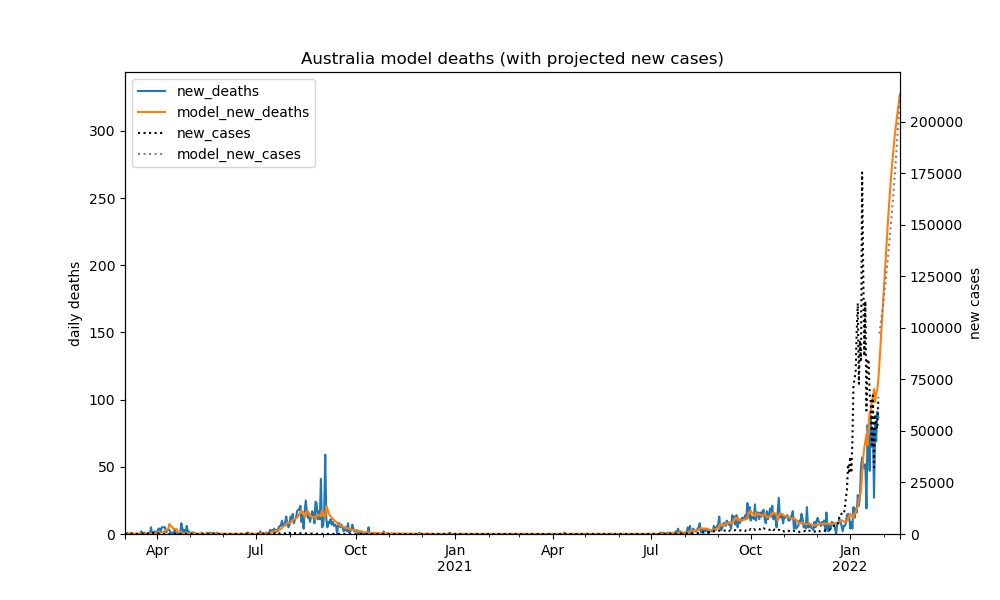 Australia model deaths (with projected new cases)
new_deaths
model_new_deaths
new_cases
model_new_cases
daily deaths
300
250
200
150
100
50
0
new cases
200000
175000
150000
125000
100000
75000
50000
25000
0
Apr Jul Oct Jan Apr Jul Oct Jan
2021 2022